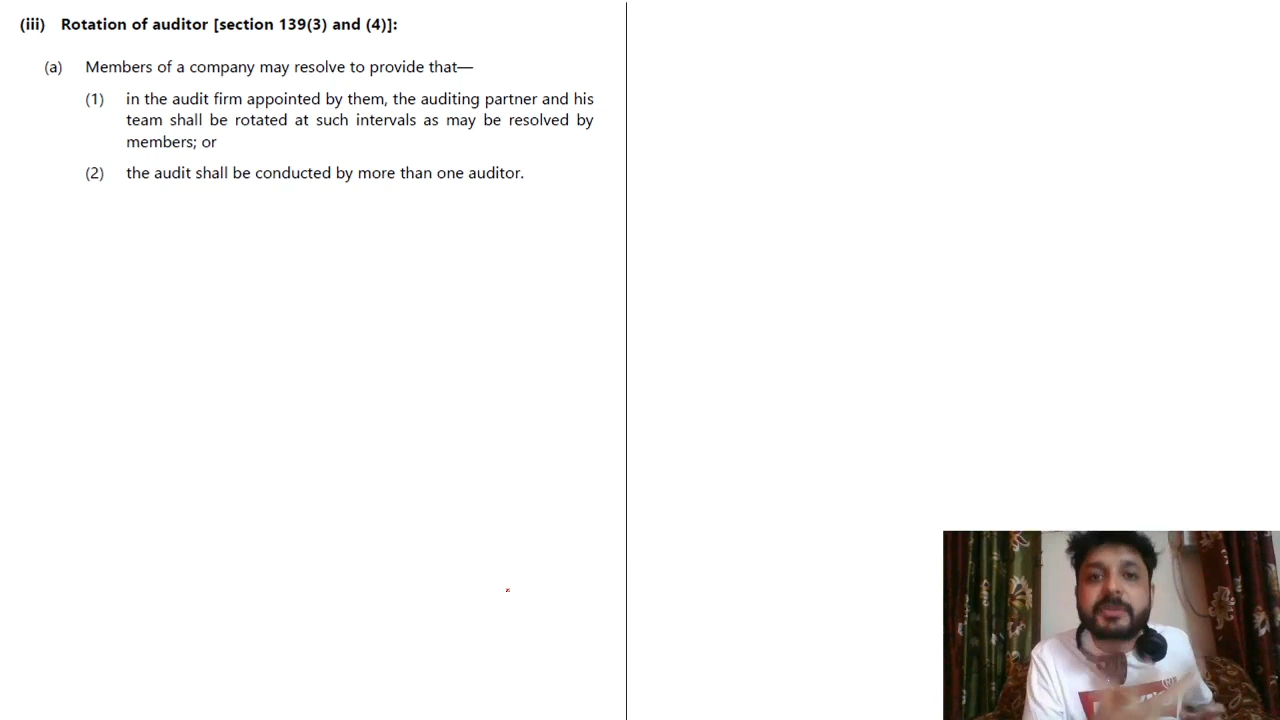 (iii) Rotation of auditor [section 139(3) and (4)]:
(a) Members of a company may resolve to provide that—
(1) in the audit firm appointed by them, the auditing partner and his
team shall be rotated at such intervals as may be resolved by
members; or
(2) the audit shall be conducted by more than one auditor.